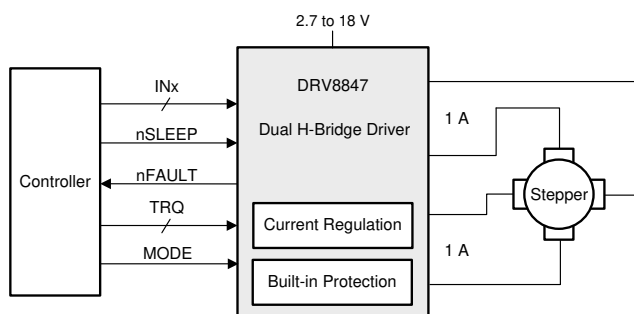 2.7 to 18 V
DRV8847
Dual H-Bridge Driver
Controller
INx
nSLEEP
nFAULT
TRQ
MODE
Current Regulation
Built-in Protection
1 A
1 A
Stepper